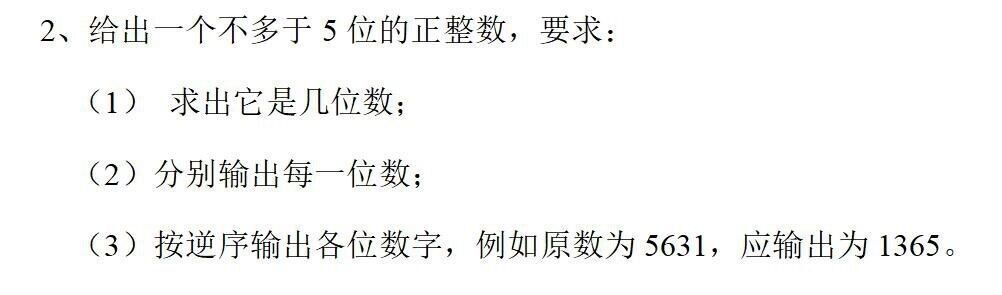 2、给出一个不多于 5 位的正整数，要求：
（1） 求出它是几位数；
（2）分别输出每一位数；
（3）按逆序输出各位数字，例如原数为 5631，应输出为 1365。